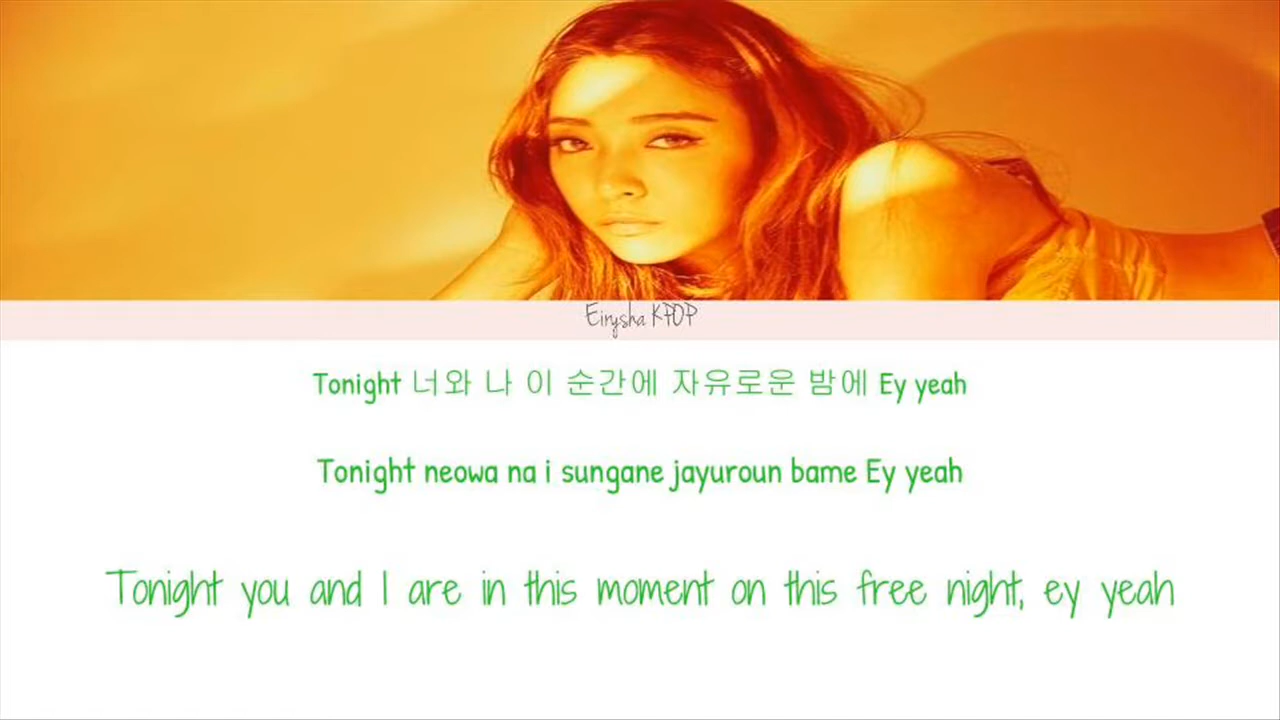 Eirysha KPOP
Tonight 너와 나 이 순간에 자유로운 밤에 Ey yeah
Tonight neowa na i sungane jayuroun bame Ey yeah
Tonight you and I are in this moment on this free night, ey yeah